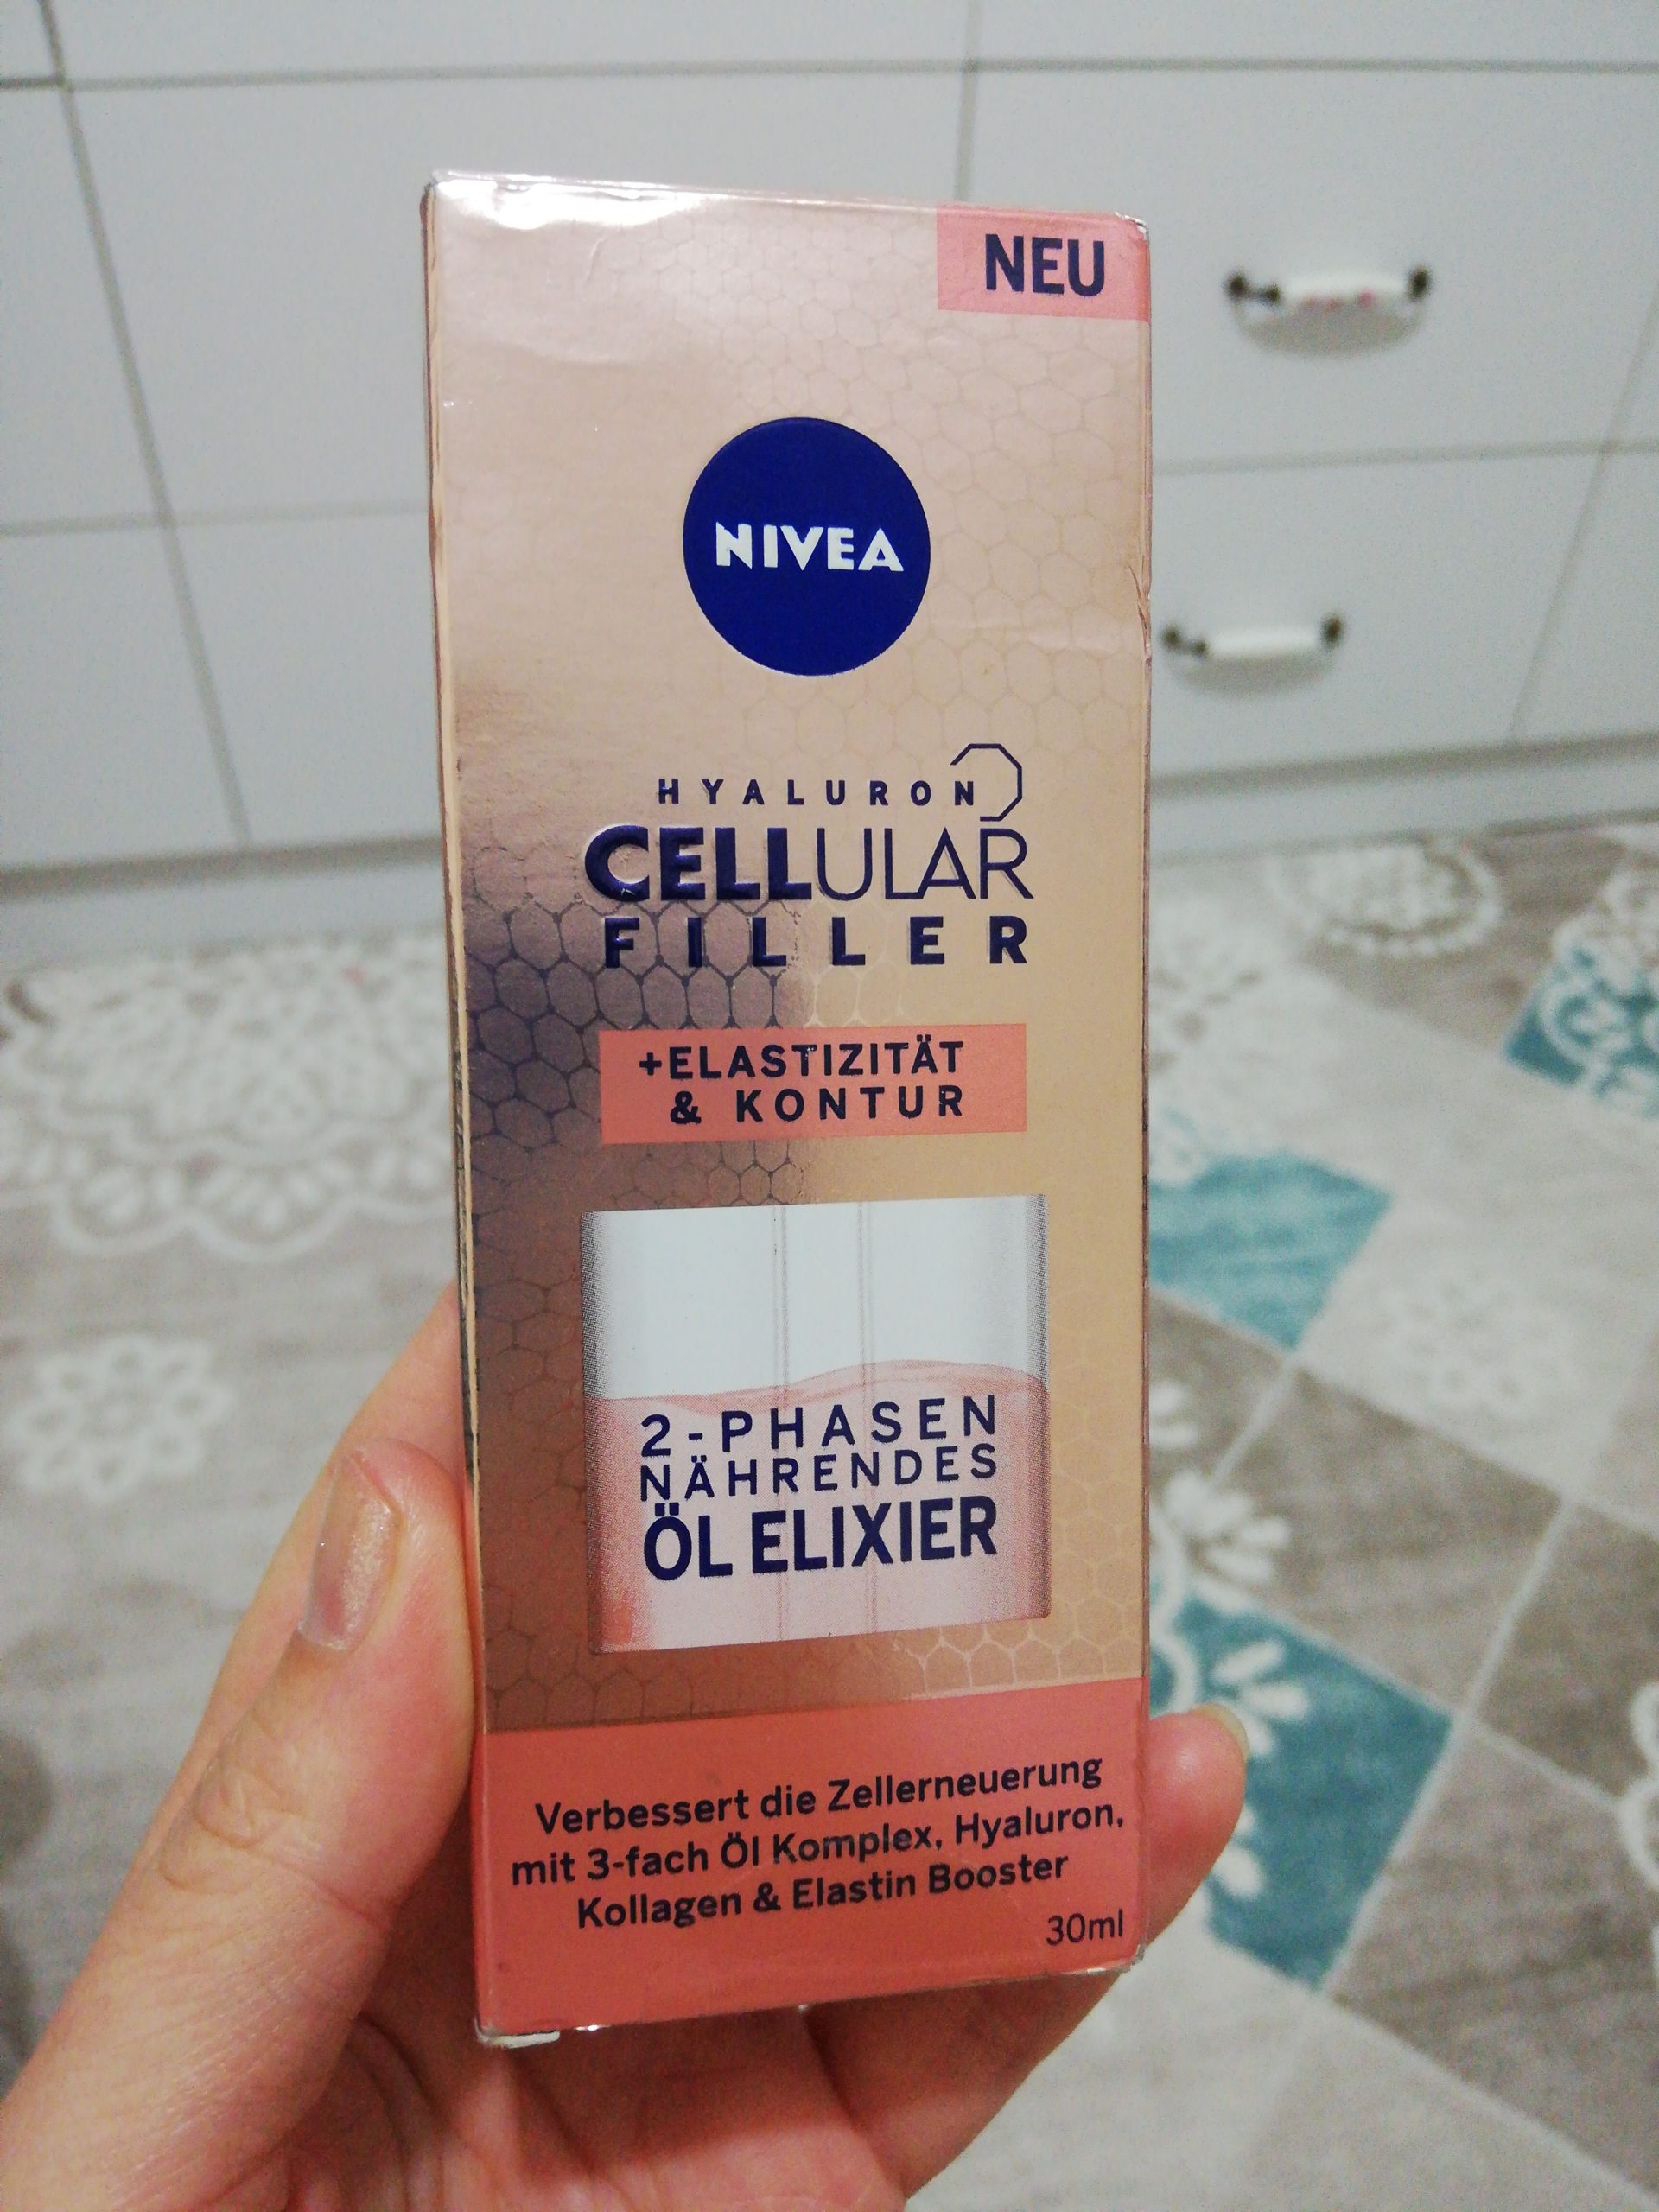 NEU
NIVEA
HYALURON
CELLULAR
FILLER
+ELASTIZITÄT
& KONTUR
2-PHASEN
NÄHRENDES
ÖL ELIXIER
Verbessert die Zellerneuerung
mit 3-fach Öl Komplex, Hyaluron,
Kollagen & Elastin Booster
30ml